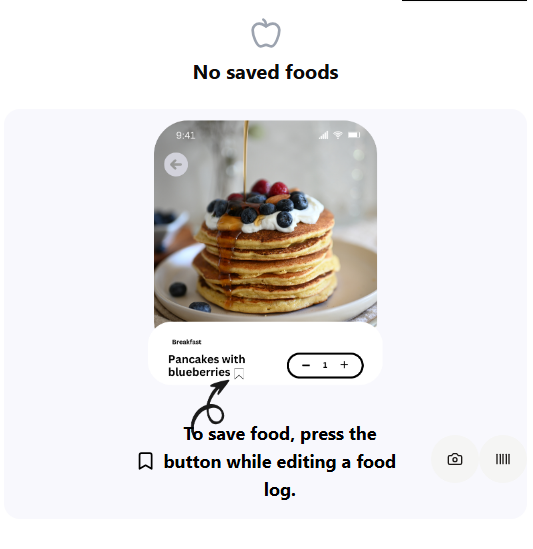 No saved foods
9:41
Breakfast
Pancakes with
blueberries
1
To save food, press the
button while editing a food
log.